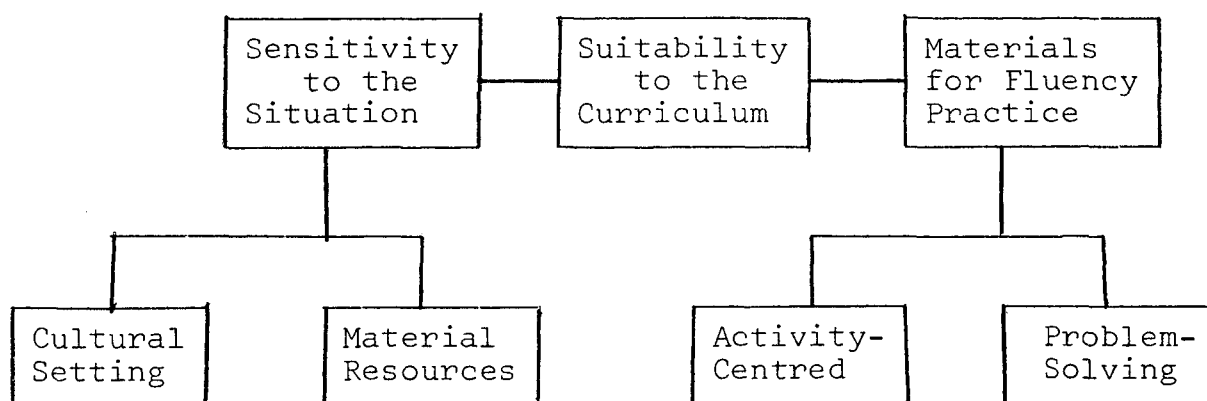 Sensitivity
to the
Situation
Suitability
to the
Curriculum
Materials
for Fluency
Practice
Cultural
Setting
Material
Resources
Activity-
Centred
Problem-
Solving